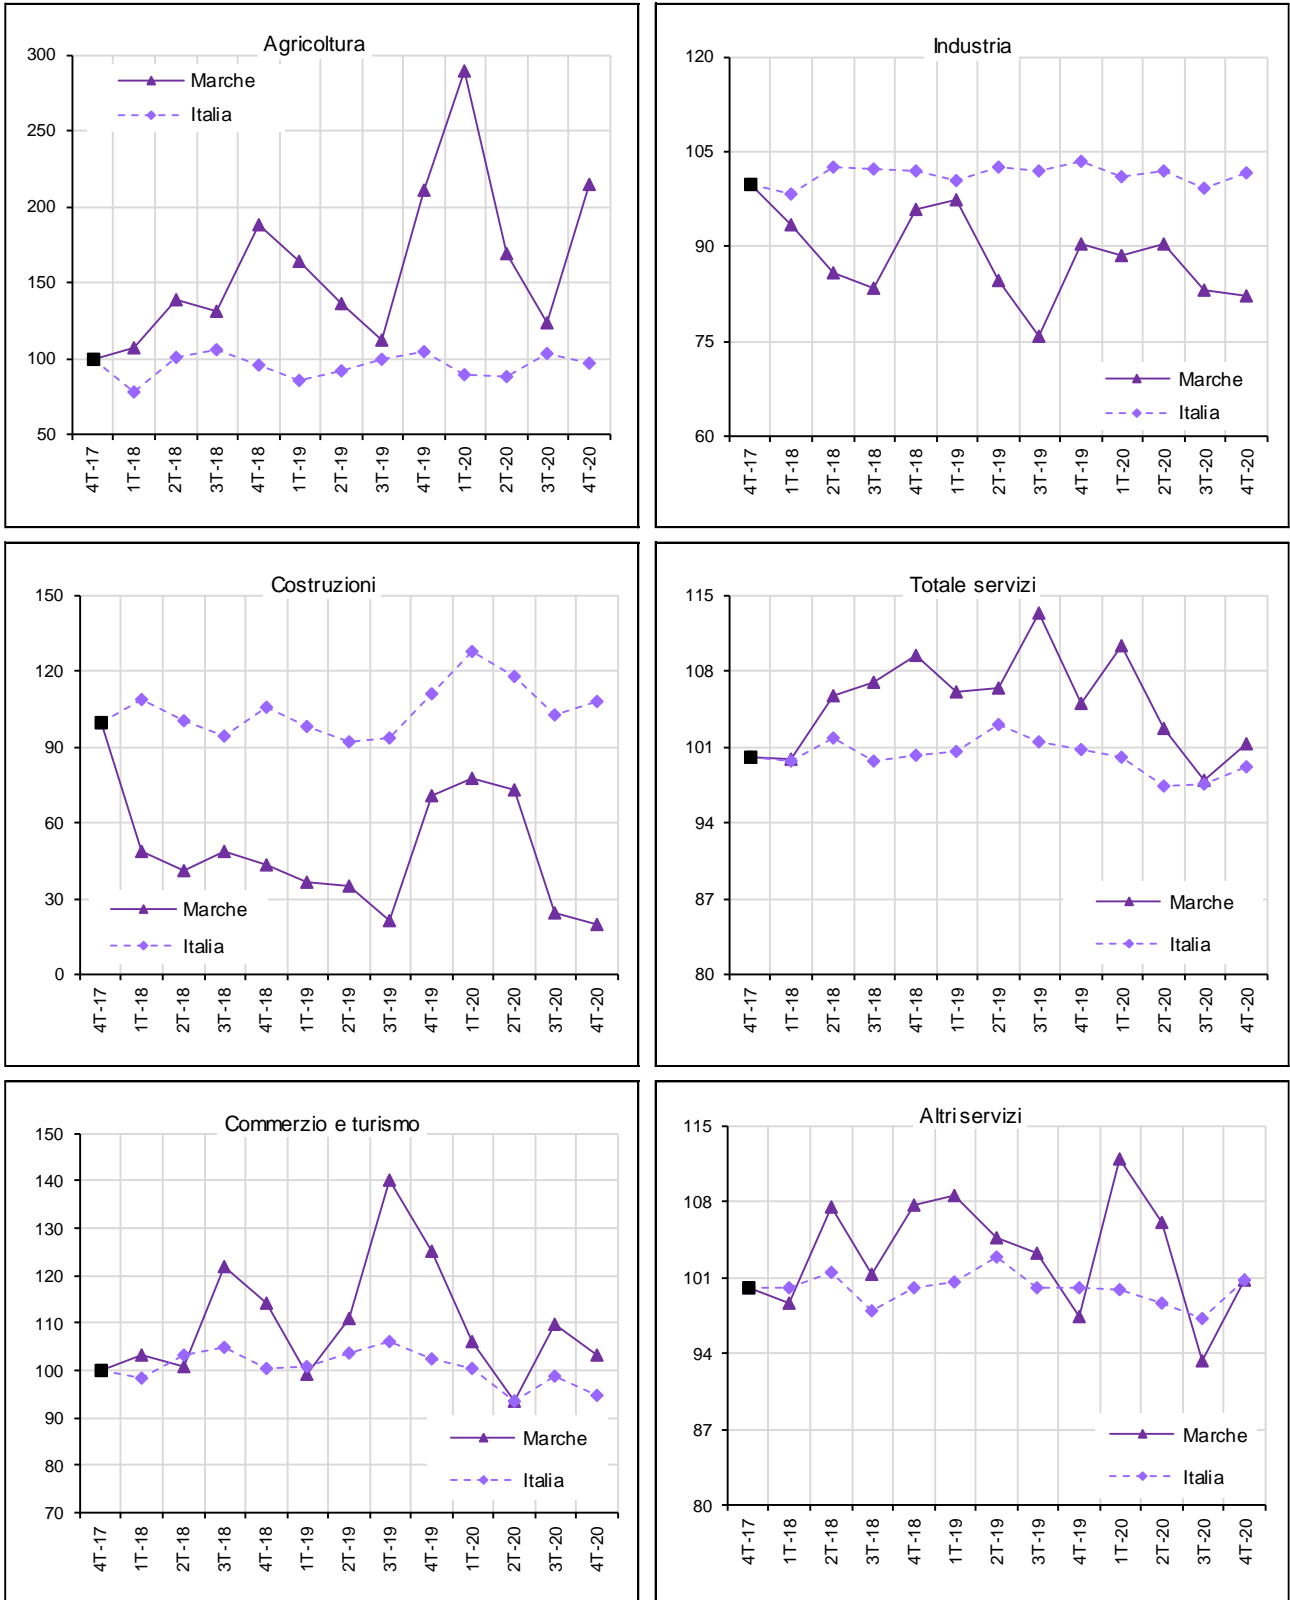 Agricoltura
300
250
200
150
100
50
Marche
Italia
4T-17
1T-18
2T-18
3T-18
4T-18
1T-19
2T-19
3T-19
4T-19
1T-20
2T-20
3T-20
4T-20
Industria
120
105
90
75
60
Marche
Italia
4T-17
1T-18
2T-18
3T-18
4T-18
1T-19
2T-19
3T-19
4T-19
1T-20
2T-20
3T-20
4T-20
Costruzioni
150
120
90
60
30
0
Marche
Italia
4T-17
1T-18
2T-18
3T-18
4T-18
1T-19
2T-19
3T-19
4T-19
1T-20
2T-20
3T-20
4T-20
Totale servizi
115
108
101
94
87
80
Marche
Italia
4T-17
1T-18
2T-18
3T-18
4T-18
1T-19
2T-19
3T-19
4T-19
1T-20
2T-20
3T-20
4T-20
Commerzio e turismo
150
140
130
120
110
100
90
80
70
Marche
Italia
4T-17
1T-18
2T-18
3T-18
4T-18
1T-19
2T-19
3T-19
4T-19
1T-20
2T-20
3T-20
4T-20
Altri servizi
115
108
101
94
87
80
Marche
Italia
4T-17
1T-18
2T-18
3T-18
4T-18
1T-19
2T-19
3T-19
4T-19
1T-20
2T-20
3T-20
4T-20